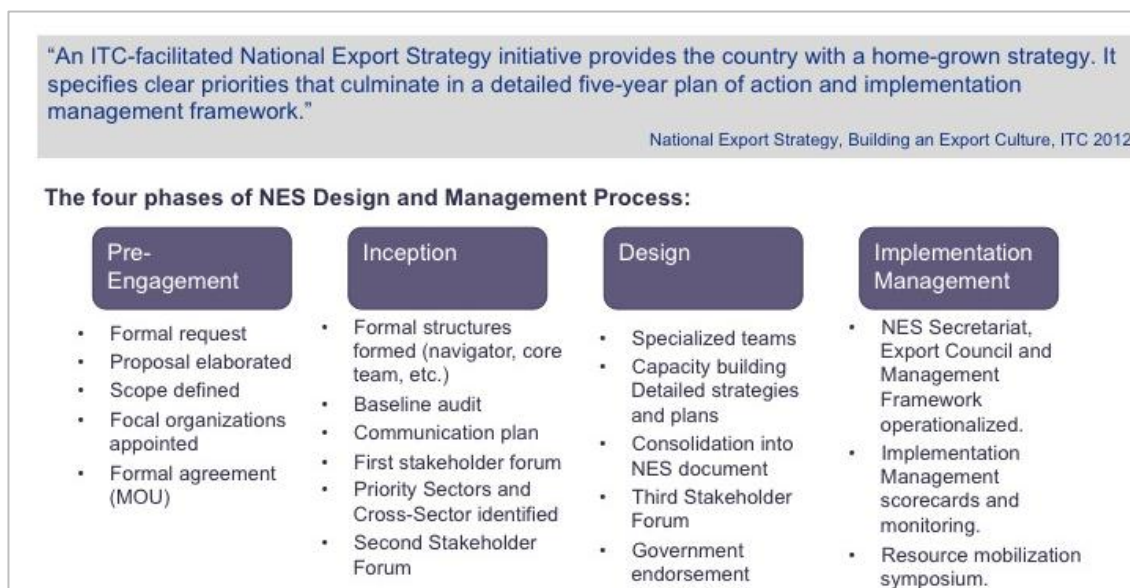 “An ITC-facilitated National Export Strategy initiative provides the country with a home-grown strategy. It
specifies clear priorities that culminate in a detailed five-year plan of action and implementation
management framework.”
National Export Strategy, Building an Export Culture, ITC 2012
The four phases of NES Design and Management Process:
Pre-
Engagement
• Formal request
• Proposal elaborated
• Scope defined
• Focal organizations
appointed
• Formal agreement
(MOU)
Inception
• Formal structures
formed (navigator, core
team, etc.)
• Baseline audit
• Communication plan
• First stakeholder forum
• Priority Sectors and
Cross-Sector identified
• Second Stakeholder
Forum
Design
• Specialized teams
• Capacity building
Detailed strategies
and plans
• Consolidation into
NES document
• Third Stakeholder
Forum
• Government
endorsement
Implementation
Management
• NES Secretariat,
Export Council and
Management
Framework
operationalized.
• Implementation
Management
scorecards and
monitoring.
• Resource mobilization
symposium.